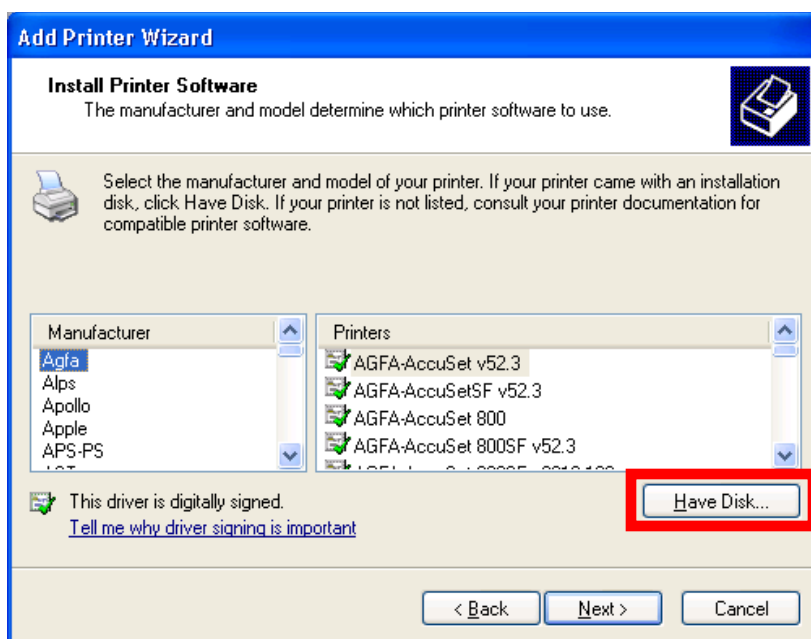 Add Printer Wizard
Install Printer Software
The manufacturer and model determine which printer software to use.
Select the manufacturer and model of your printer. If your printer came with an installation
disk, click Have Disk. If your printer is not listed, consult your printer documentation for
compatible printer software.
Manufacturer
Agfa
Alps
Apollo
Apple
APS-PS
Printers
AGFA-AccuSet v52.3
AGFA-AccuSetSF v52.3
AGFA-AccuSet 800
AGFA-AccuSet 800SF v52.3
This driver is digitally signed.
Tell me why driver signing is important
Have Disk...
< Back
Next >
Cancel